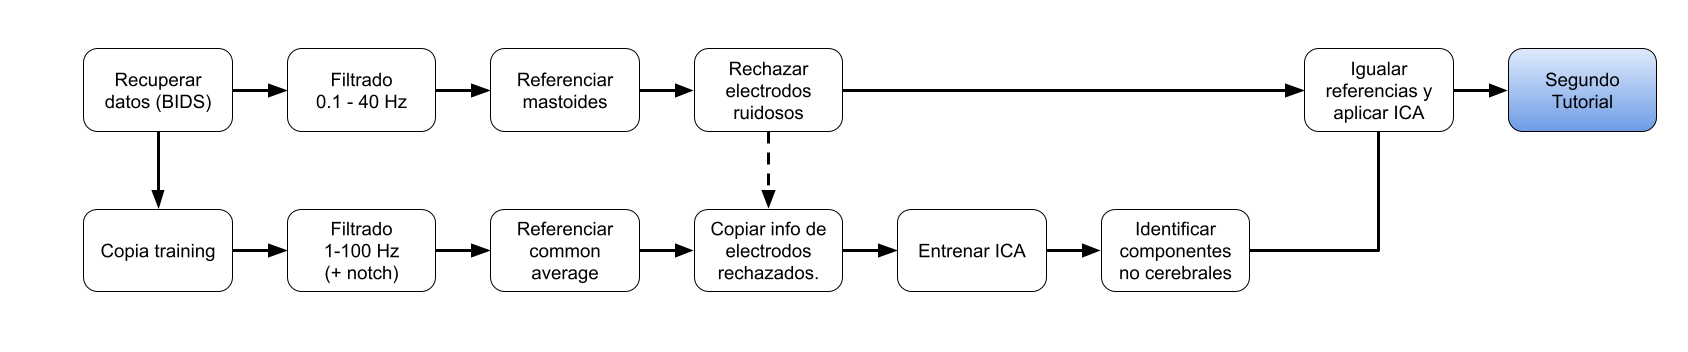 Recuperar
datos (BIDS)
Filtrado
0.1 - 40 Hz
Referenciar
mastoides
Rechazar
electrodos
ruidosos
Igualar
referencias y
aplicar ICA
Segundo
Tutorial
Copia training
Filtrado
1-100 Hz
(+ notch)
Referenciar
common
average
Copiar info de
electrodos
rechazados.
Entrenar ICA
Identificar
componentes
no cerebrales